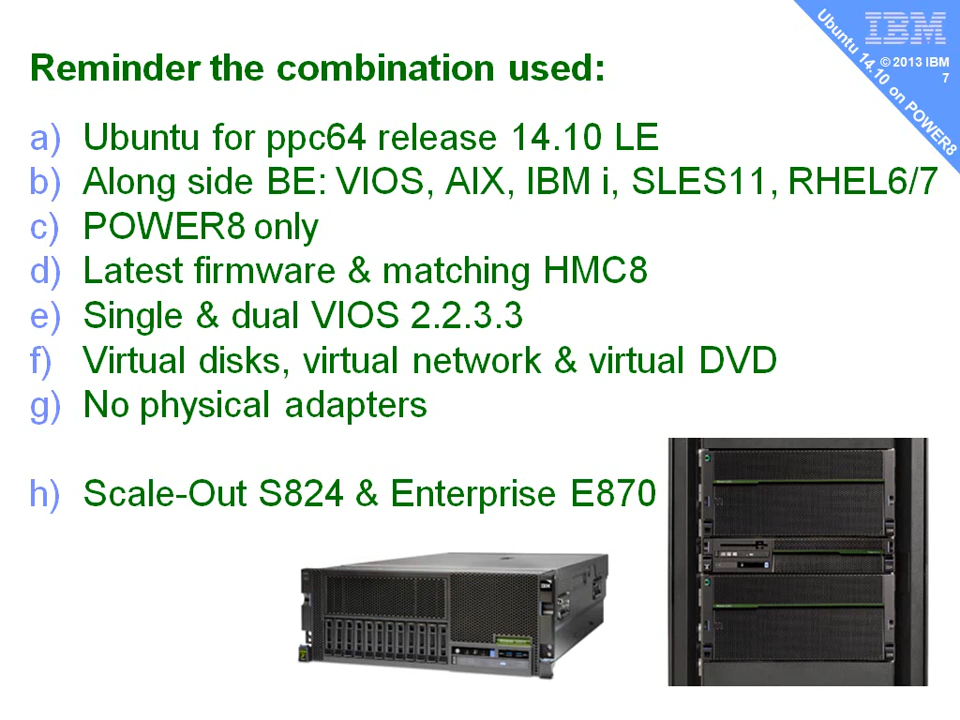 Reminder the combination used:
a) Ubuntu for ppc64 release 14.10 LE
b) Along side BE: VIOS, AIX, IBM i, SLES11, RHEL6/7
c) POWER8 only
d) Latest firmware & matching HMC8
e) Single & dual VIOS 2.2.3.3
f) Virtual disks, virtual network & virtual DVD
g) No physical adapters
h) Scale-Out S824 & Enterprise E870
Ubuntu 14.10 on POWER8
IBM
© 2013 IBM
7
IBM